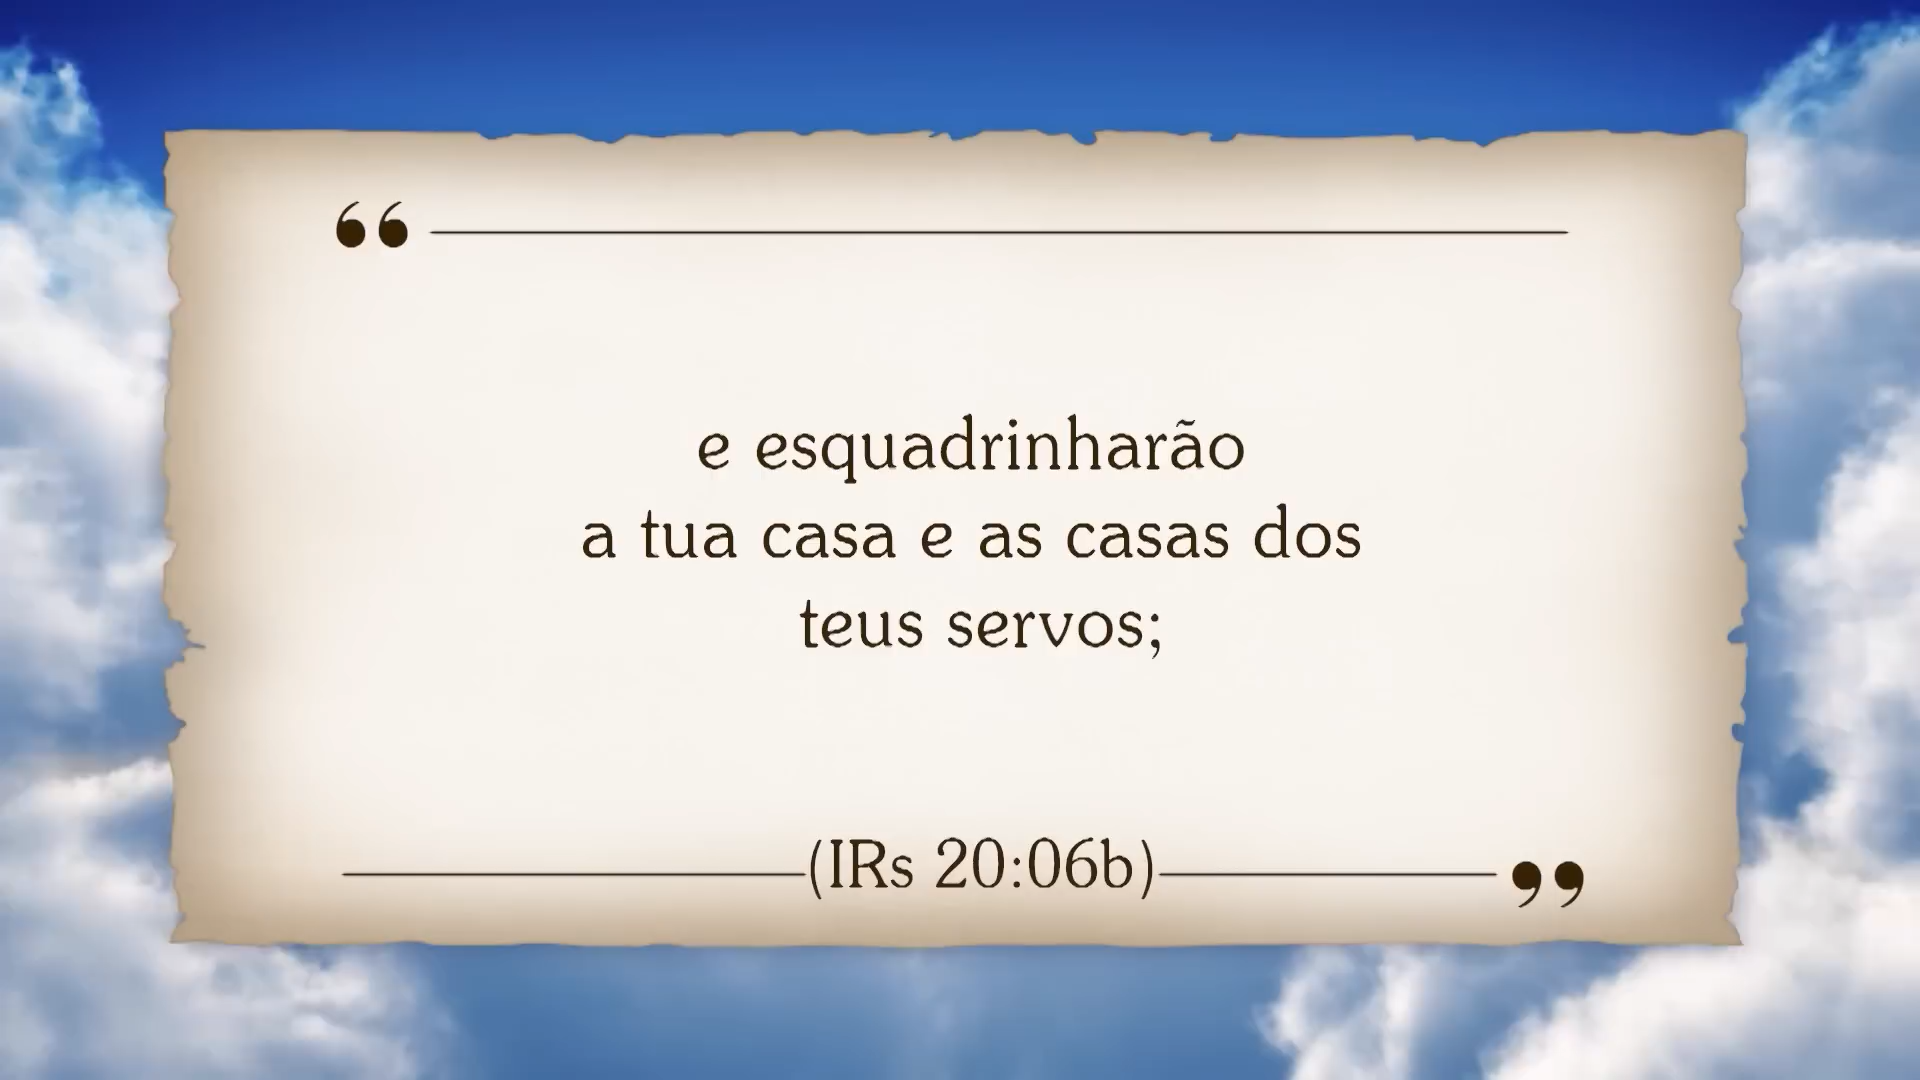 “
e esquadrinharão
a tua casa e as casas dos
teus servos;
(IRs 20:06b)
”